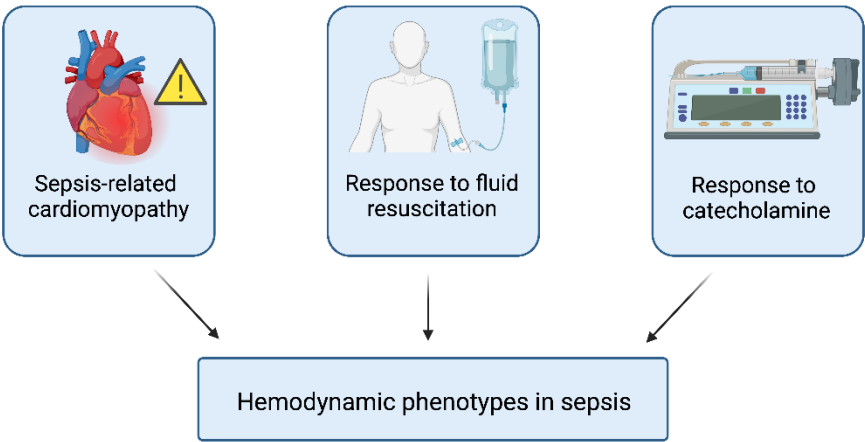 Sepsis-related
cardiomyopathy
Response to fluid
resuscitation
Response to
catecholamine
Hemodynamic phenotypes in sepsis